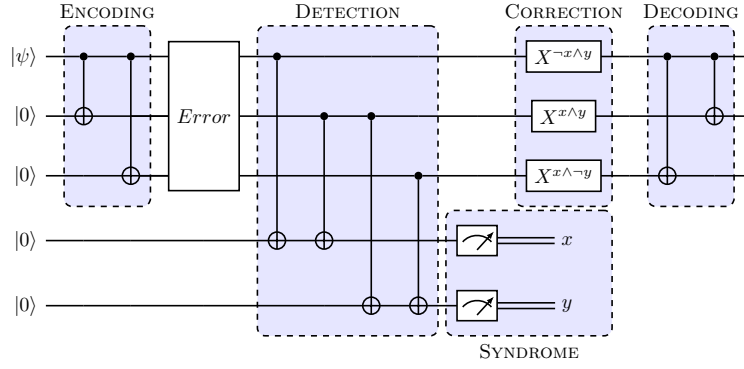 ENCODING DETECTION CORRECTION DECODING
|ψ⟩ X^{¬x∧y}
|0⟩ Error X^{x∧y}
|0⟩ X^{x∧¬y}
|0⟩ x
|0⟩ y
SYNDROME